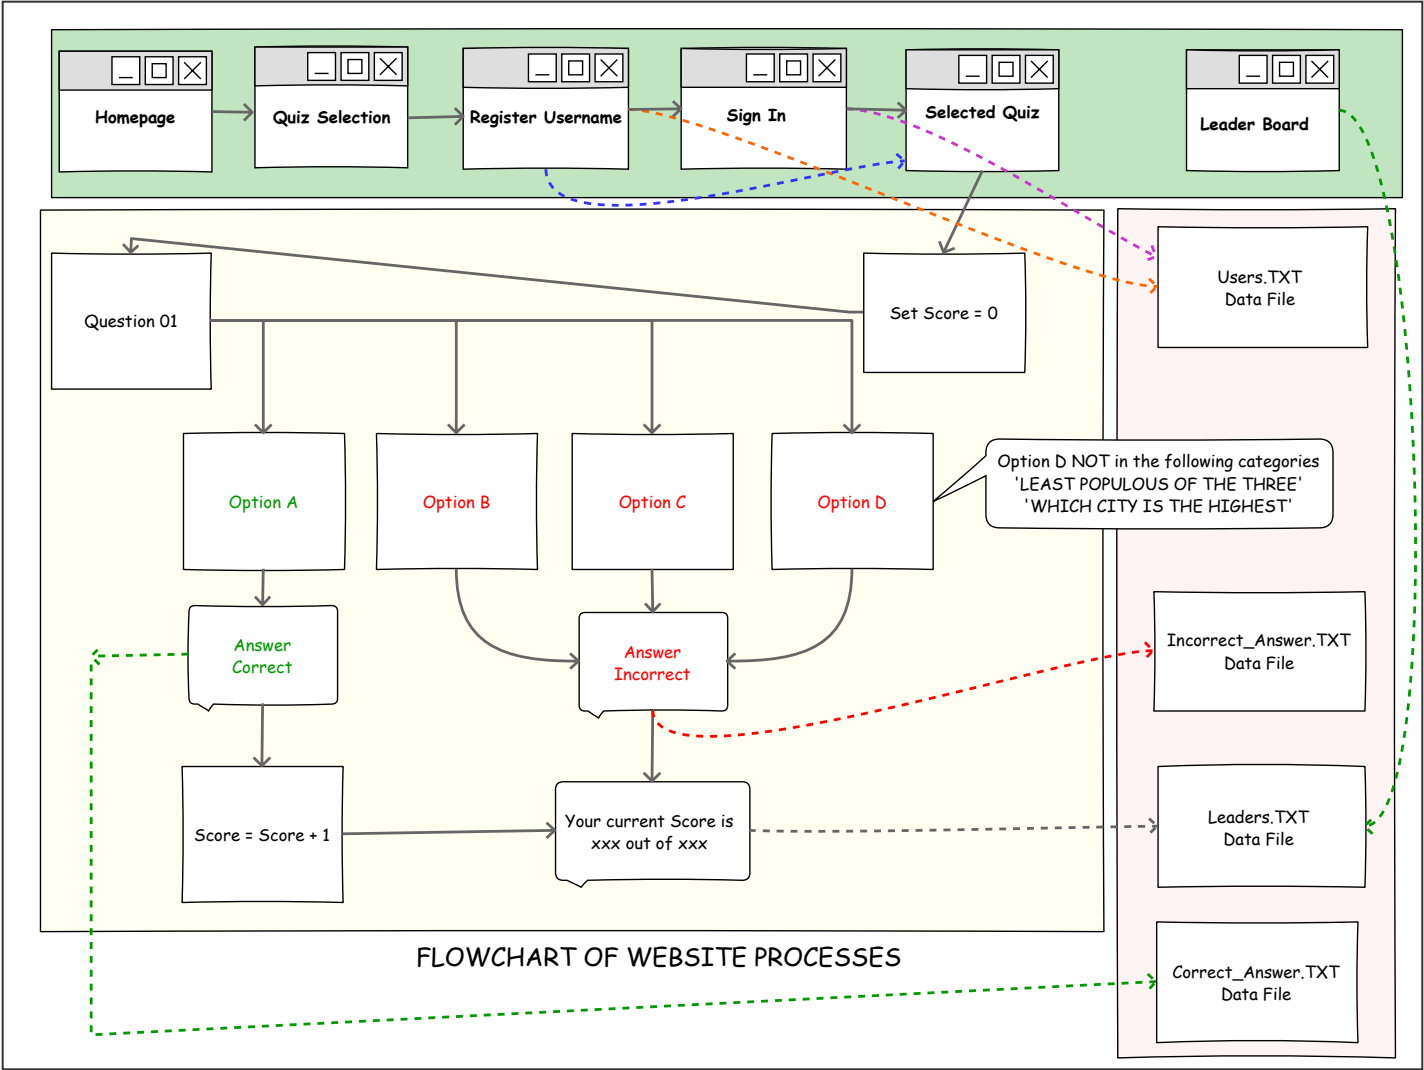 Homepage
Quiz Selection
Register Username
Sign In
Selected Quiz
Leader Board
Question 01
Set Score = 0
Users.TXT
Data File
Option A
Option B
Option C
Option D
Option D NOT in the following categories
'LEAST POPULOUS OF THE THREE'
'WHICH CITY IS THE HIGHEST'
Answer
Correct
Answer
Incorrect
Incorrect_Answer.TXT
Data File
Score = Score + 1
Your current Score is
xxx out of xxx
Leaders.TXT
Data File
FLOWCHART OF WEBSITE PROCESSES
Correct_Answer.TXT
Data File